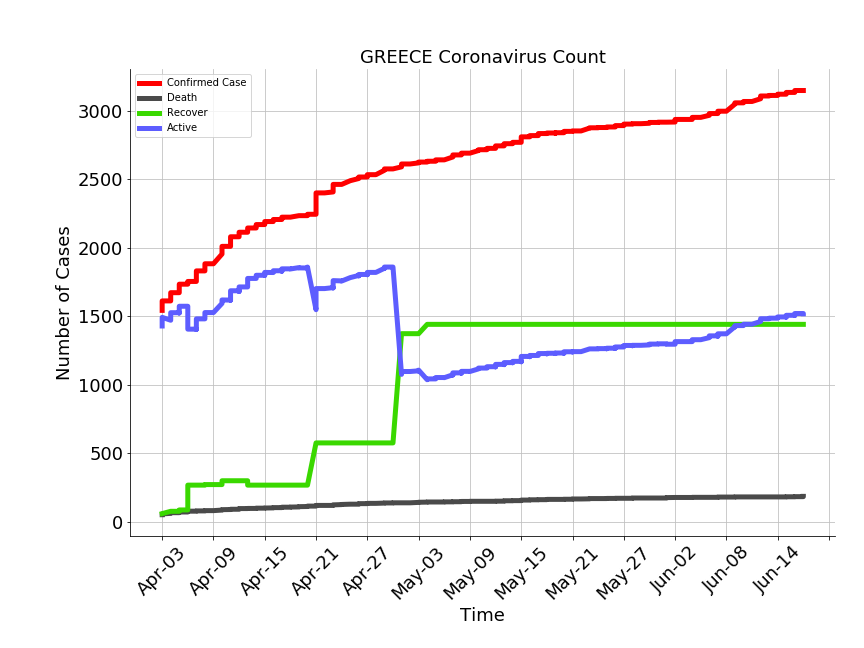 GREECE Coronavirus Count
Confirmed Case
Death
Recover
Active
Number of Cases
3000
2500
2000
1500
1000
500
0
Apr-03
Apr-09
Apr-15
Apr-21
Apr-27
May-03
May-09
May-15
May-21
May-27
Jun-02
Jun-08
Jun-14
Time